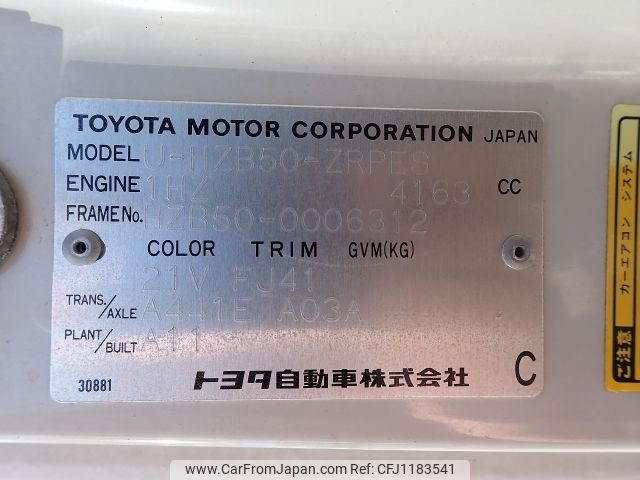 TOYOTA MOTOR CORPORATION JAPAN
MODEL U-HZB50-ZRPES
ENGINE 1HZ 4163 CC
FRAME No. HZB50-0006312
COLOR TRIM GVM(KG)
21V FJ41
TRANS./AXLE A441E A03A
PLANT/BUILT A11
30881 トヨタ自動車株式会社 C
カーエアコン システム
ご注意
www.CarFromJapan.com - CFJ1183541